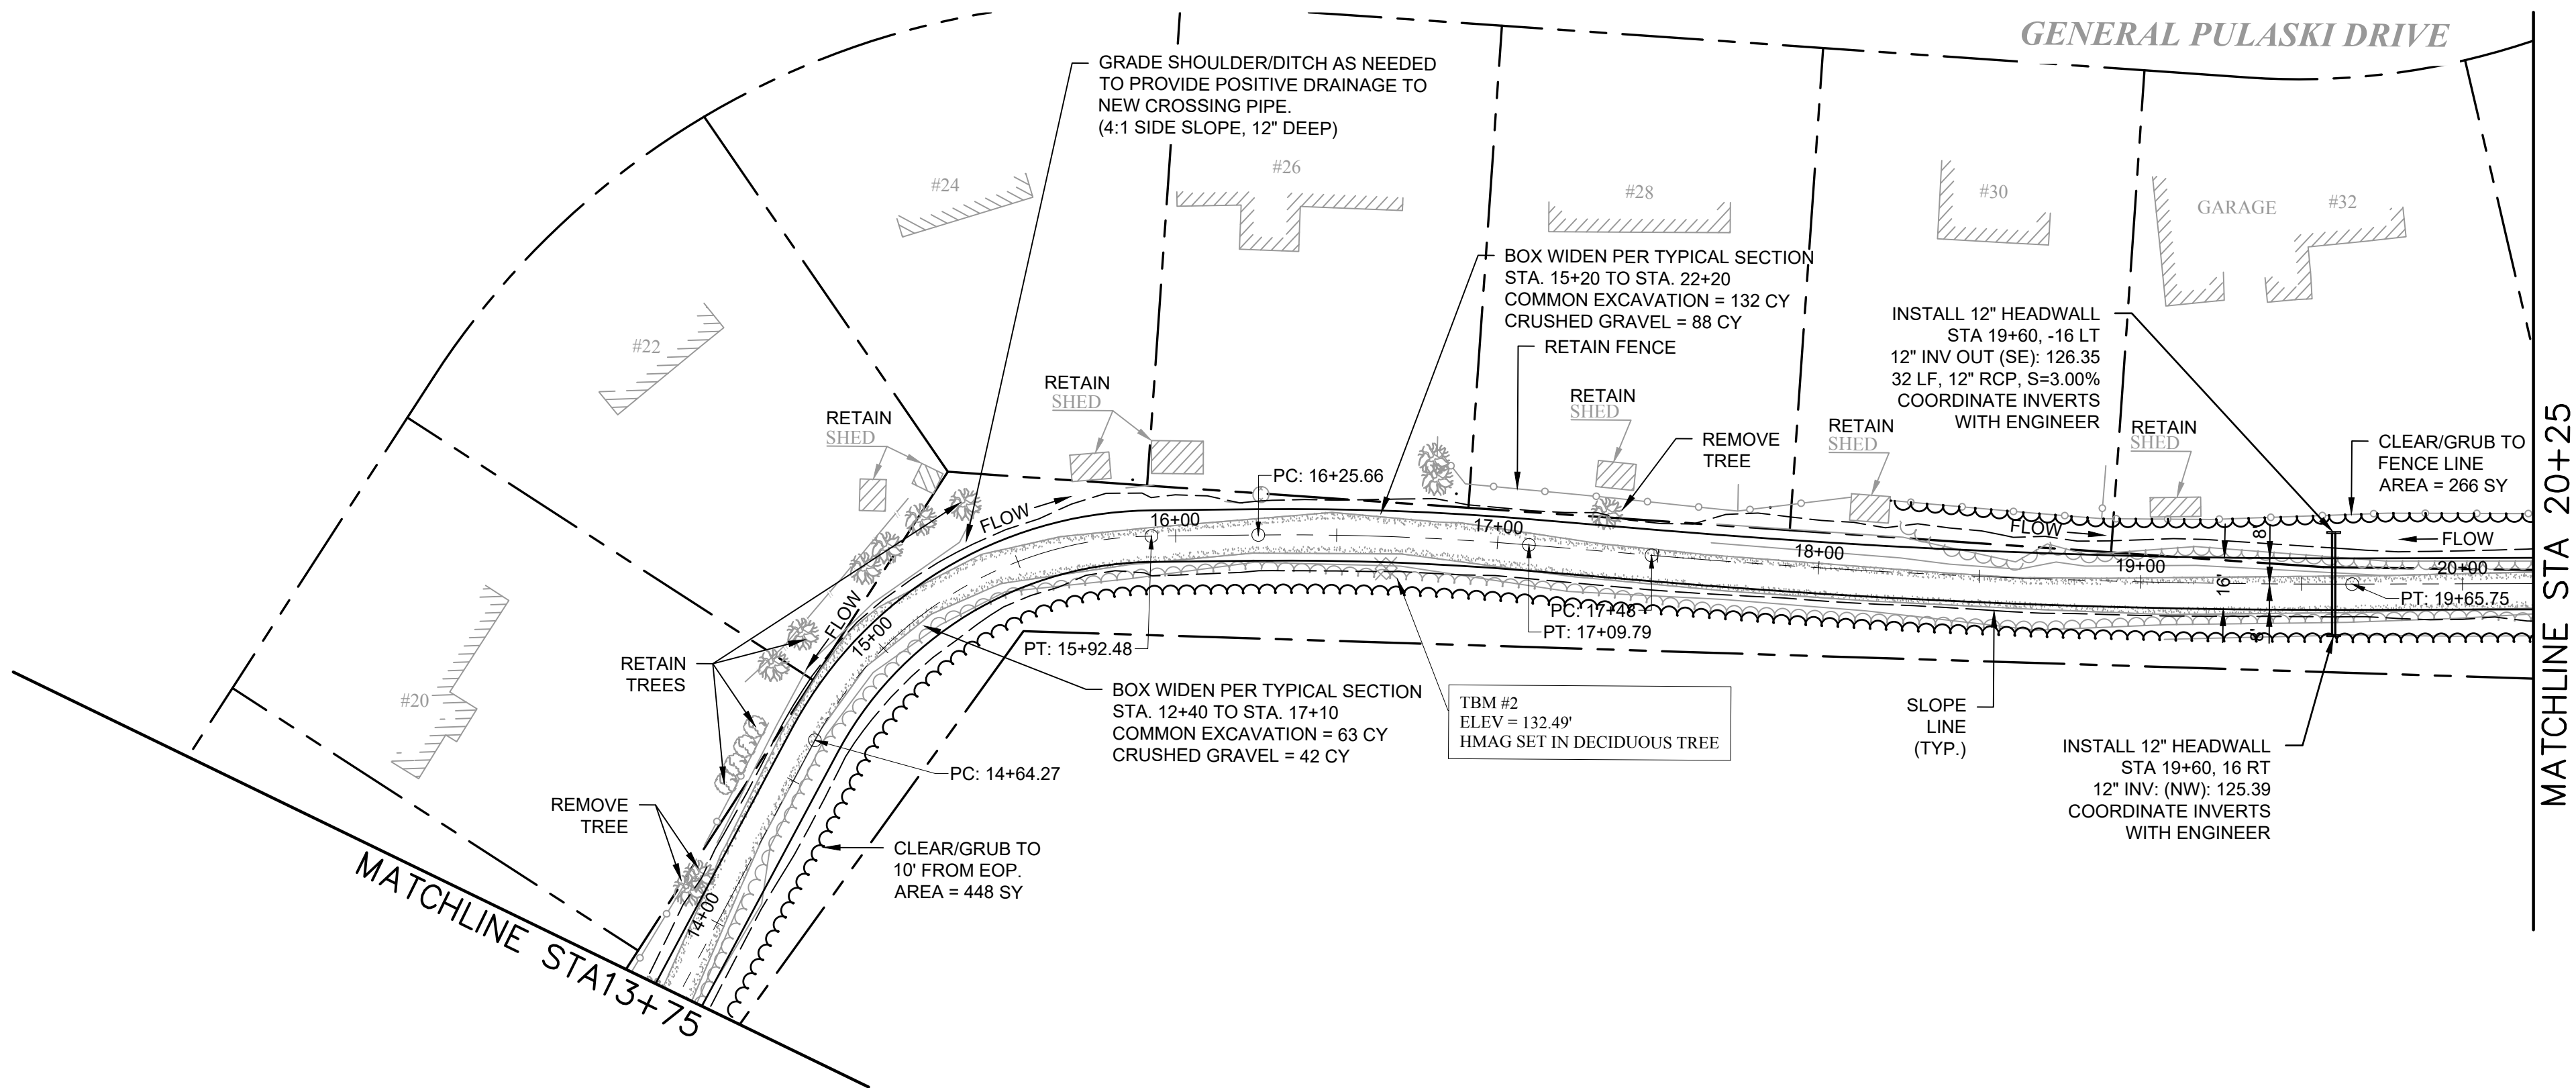 GENERAL PULASKI DRIVE
GRADE SHOULDER/DITCH AS NEEDED
TO PROVIDE POSITIVE DRAINAGE TO
NEW CROSSING PIPE.
(4:1 SIDE SLOPE, 12" DEEP)
#24
#26
#28
#30
GARAGE
#32
#22
#20
BOX WIDEN PER TYPICAL SECTION
STA. 15+20 TO STA. 22+20
COMMON EXCAVATION = 132 CY
CRUSHED GRAVEL = 88 CY
RETAIN FENCE
INSTALL 12" HEADWALL
STA 19+60, -16 LT
12" INV OUT (SE): 126.35
32 LF, 12" RCP, S=3.00%
COORDINATE INVERTS
WITH ENGINEER
RETAIN
SHED
RETAIN
SHED
RETAIN
SHED
REMOVE
TREE
RETAIN
SHED
RETAIN
SHED
CLEAR/GRUB TO
FENCE LINE
AREA = 266 SY
MATCHLINE STA 20+25
PC: 16+25.66
FLOW
16+00
17+00
18+00
FLOW
19+00
8'
16'
6'
FLOW
20+00
PT: 19+65.75
FLOW
15+00
PT: 15+92.48
PC: 17+48
PT: 17+09.79
RETAIN
TREES
BOX WIDEN PER TYPICAL SECTION
STA. 12+40 TO STA. 17+10
COMMON EXCAVATION = 63 CY
CRUSHED GRAVEL = 42 CY
TBM #2
ELEV = 132.49'
HMAG SET IN DECIDUOUS TREE
SLOPE
LINE
(TYP.)
INSTALL 12" HEADWALL
STA 19+60, 16 RT
12" INV: (NW): 125.39
COORDINATE INVERTS
WITH ENGINEER
PC: 14+64.27
REMOVE
TREE
CLEAR/GRUB TO
10' FROM EOP.
AREA = 448 SY
14+00
MATCHLINE STA13+75